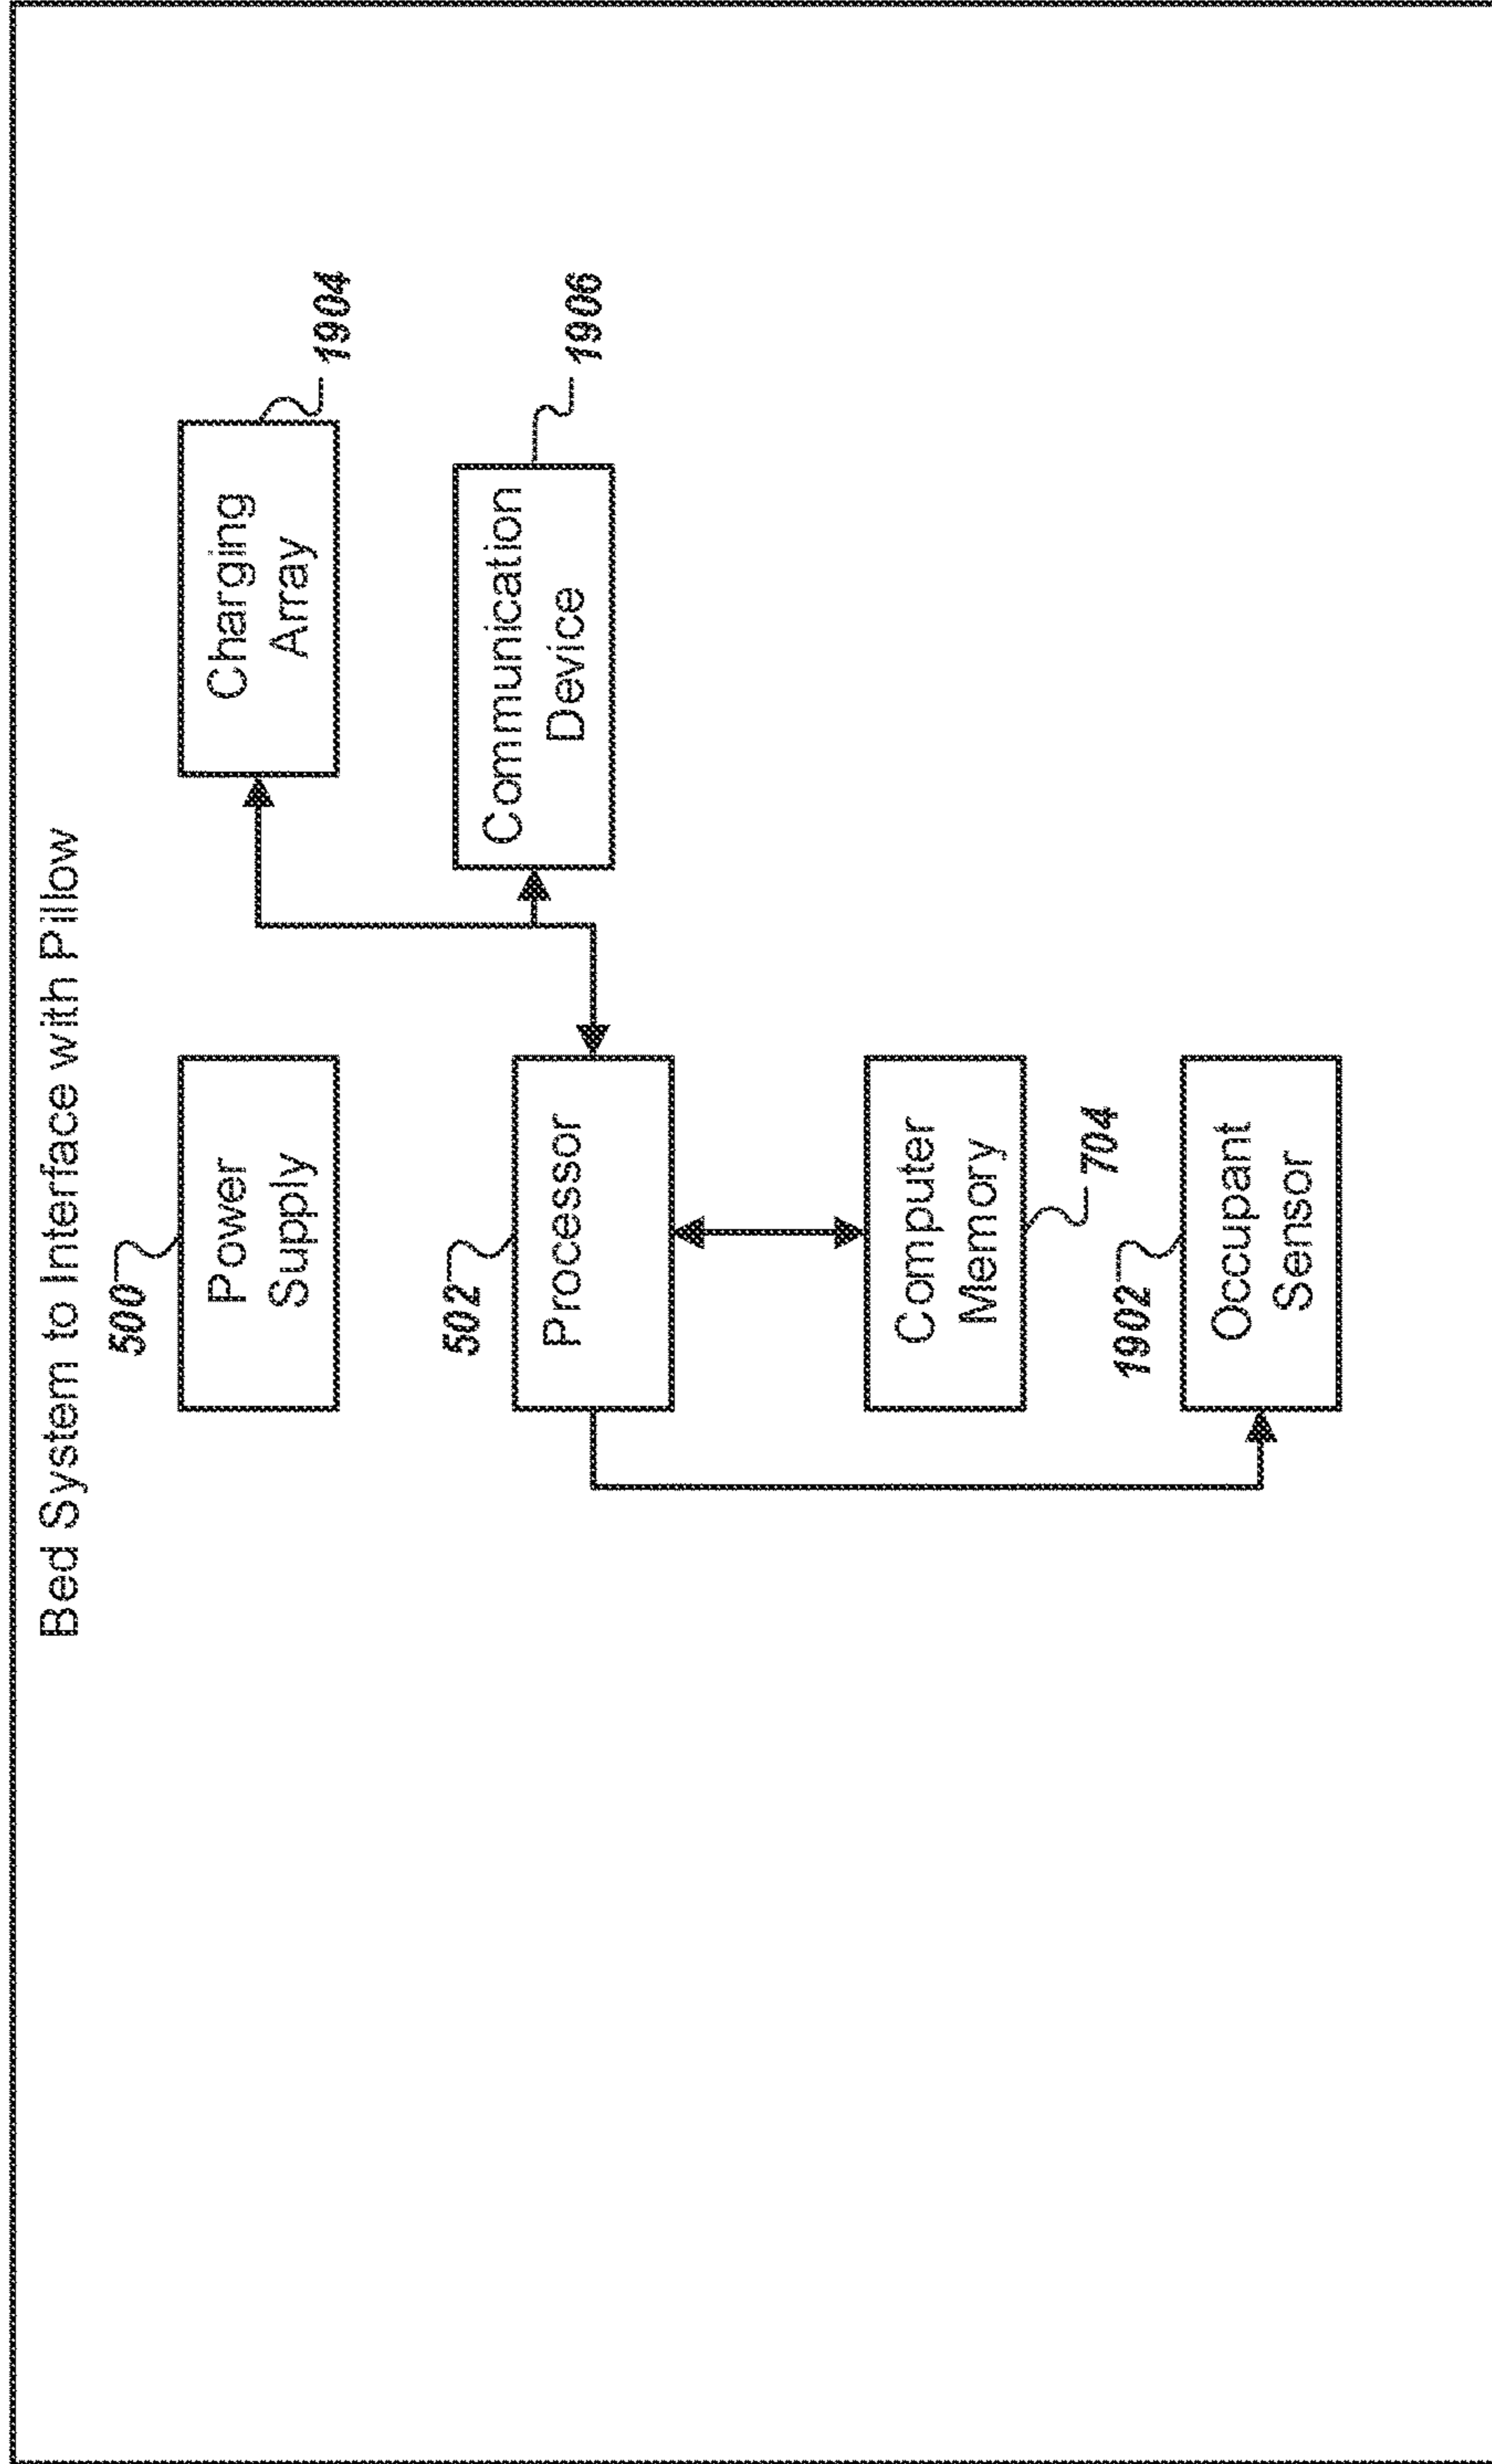 Bed System to Interface with Pillow
500
Power
Supply
Charging
Array
1904
502
Processor
Communication
Device
1906
Computer
Memory
704
1902
Occupant
Sensor